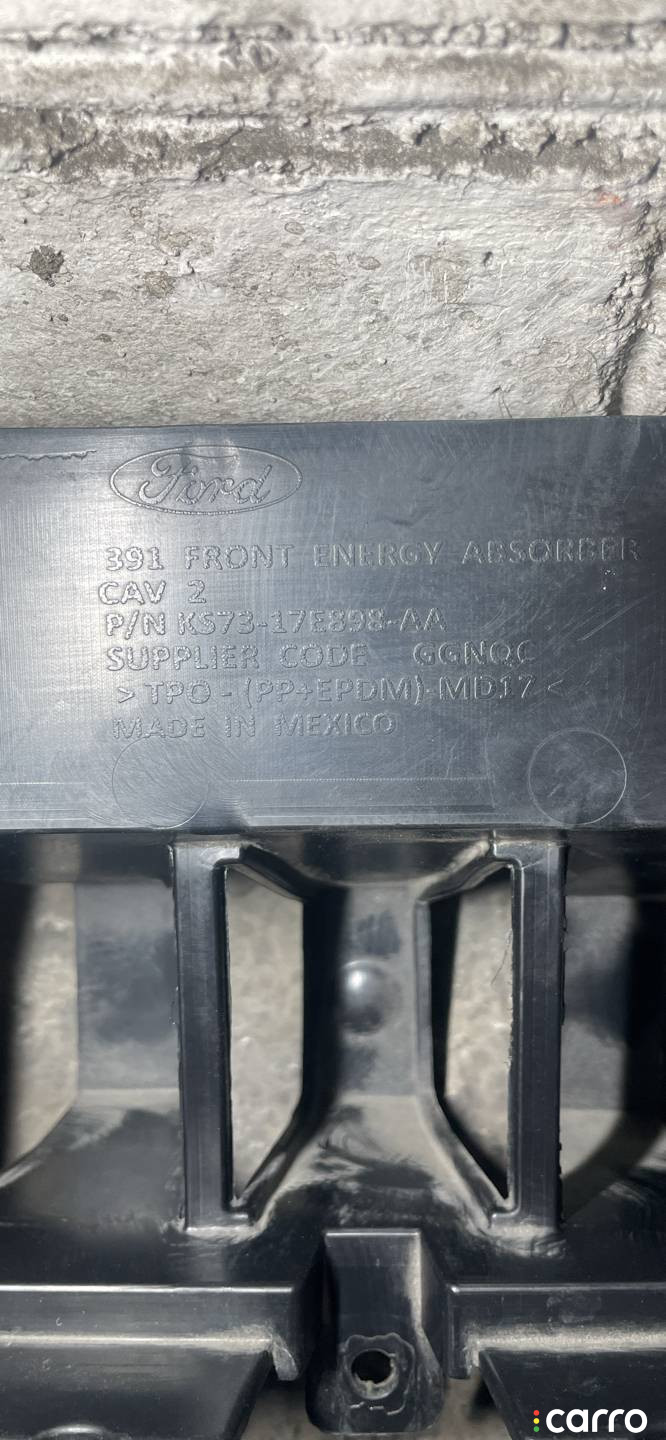 Ford
391 FRONT ENERGY ABSORBER
CAV 2
P/N KS73-17E898-AA
SUPPLIER CODE GGNQC
>TPO-(PP+EPDM)-MD17<
MADE IN MEXICO
carro